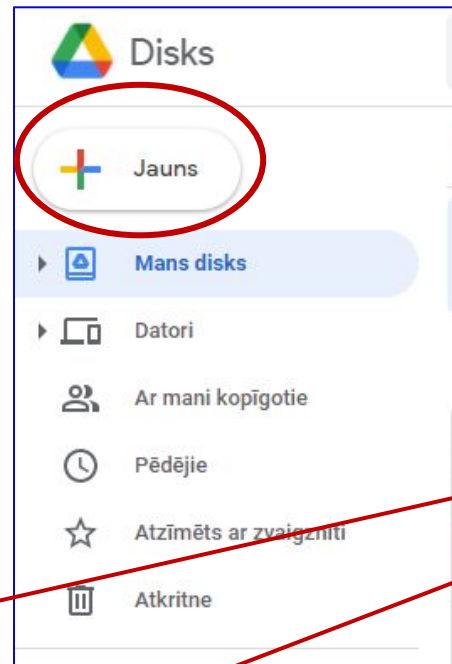 Disks
Jauns
Mans disks
Datori
Ar mani kopīgotie
Pēdējie
Atzīmēts ar zvaigznīti
Atkritne